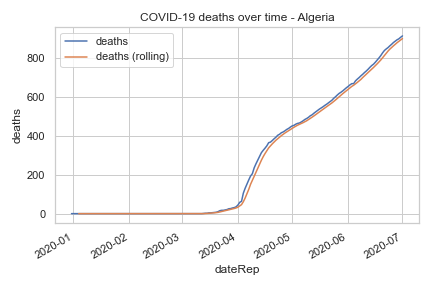 COVID-19 deaths over time - Algeria
deaths
deaths (rolling)
deaths
800
600
400
200
0
2020-01
2020-02
2020-03
2020-04
2020-05
2020-06
2020-07
dateRep